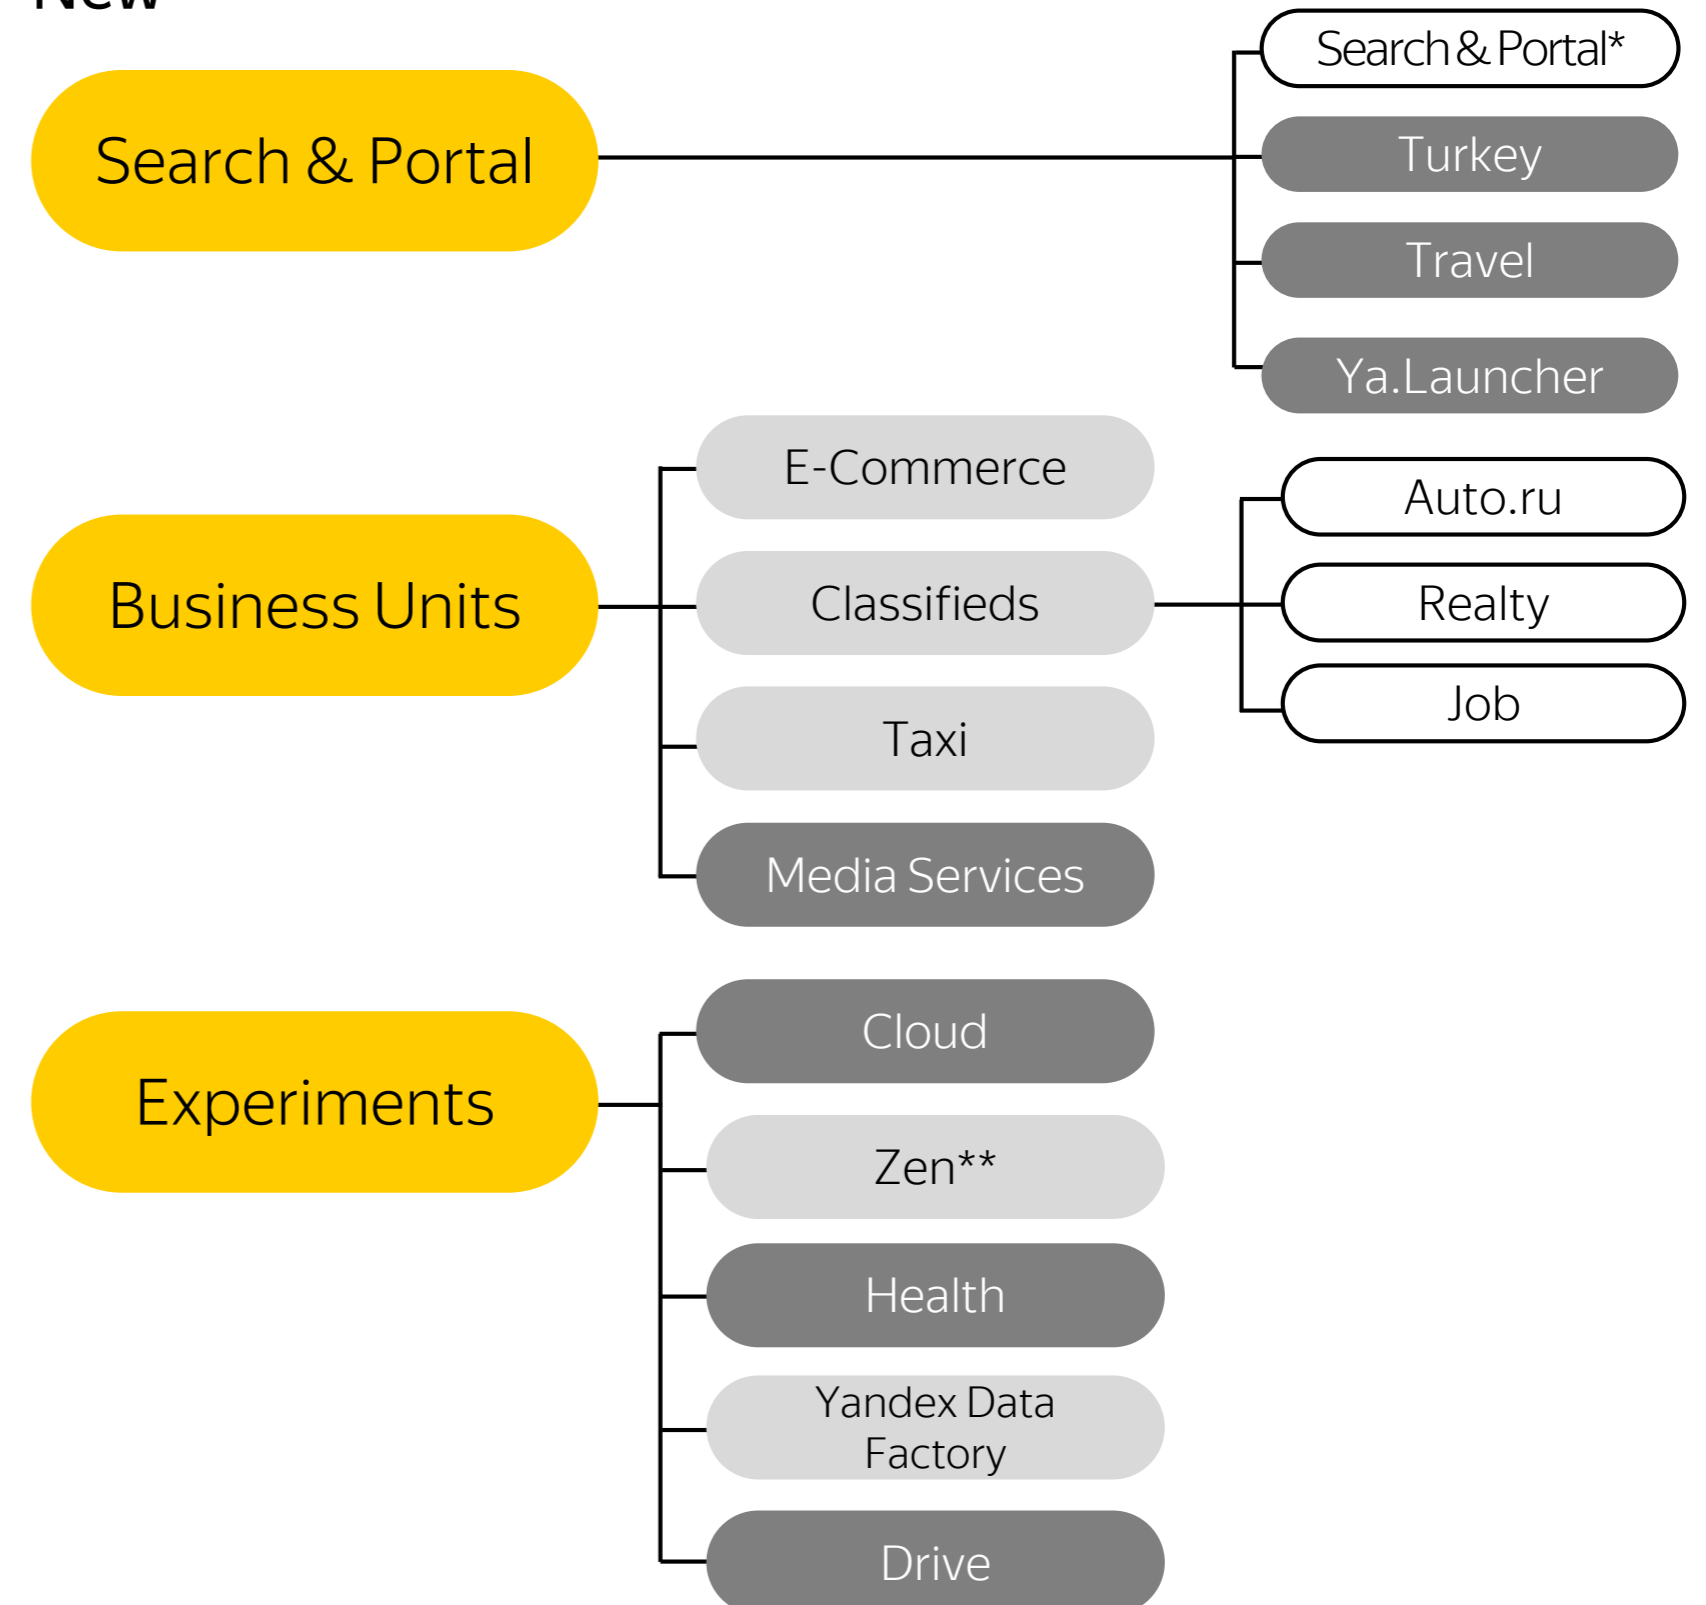 New
Search & Portal
Search & Portal*
Turkey
Travel
Ya.Launcher
Business Units
E-Commerce
Classifieds
Taxi
Media Services
Auto.ru
Realty
Job
Experiments
Cloud
Zen**
Health
Yandex Data
Factory
Drive